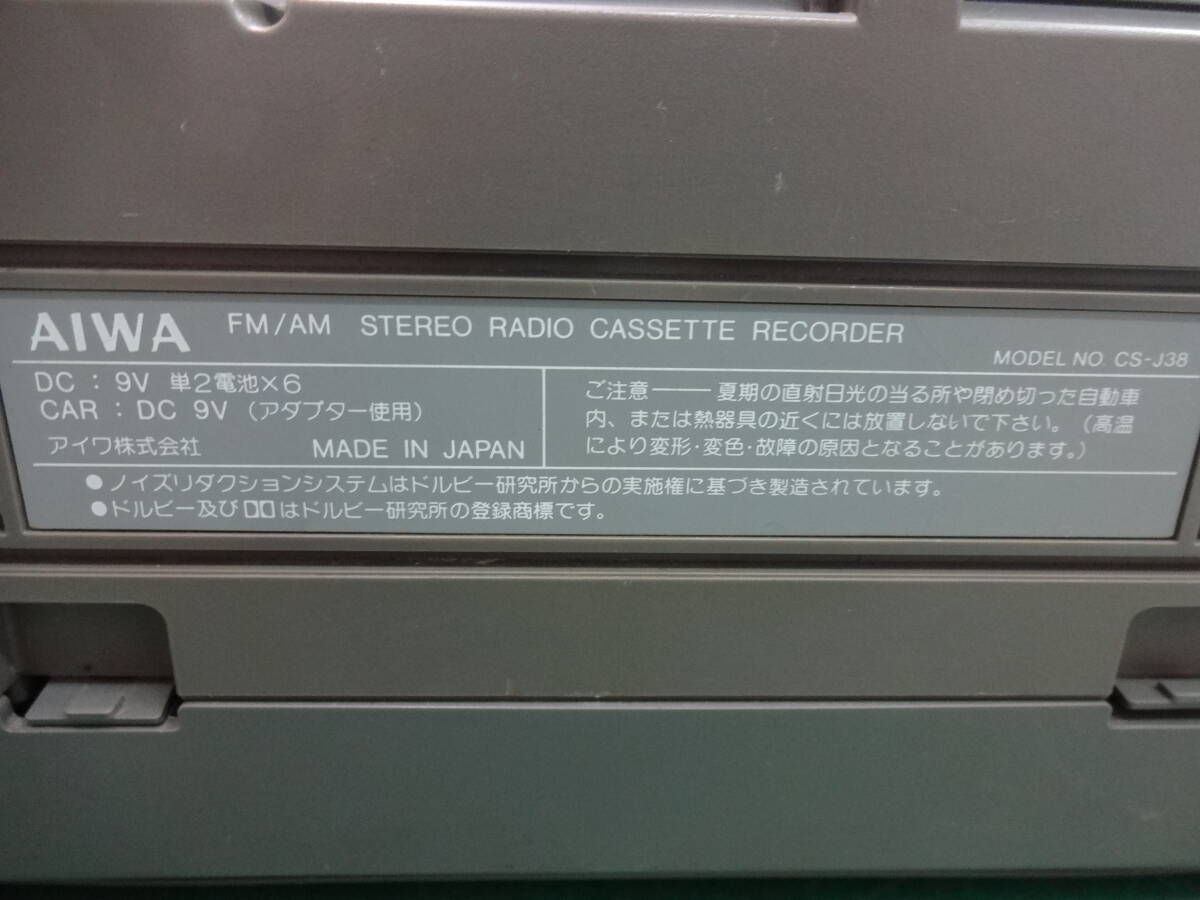 AIWA FM/AM STEREO RADIO CASSETTE RECORDER
MODEL NO. CS-J38
DC : 9V 単2電池×6
CAR : DC 9V (アダプター使用)
アイワ株式会社 MADE IN JAPAN
ご注意―― 夏期の直射日光の当る所や閉め切った自動車
内、または熱器具の近くには放置しないで下さい。(高温
により変形・変色・故障の原因となることがあります。)
●ノイズリダクションシステムはドルビー研究所からの実施権に基づき製造されています。
●ドルビー及び▯▯はドルビー研究所の登録商標です。